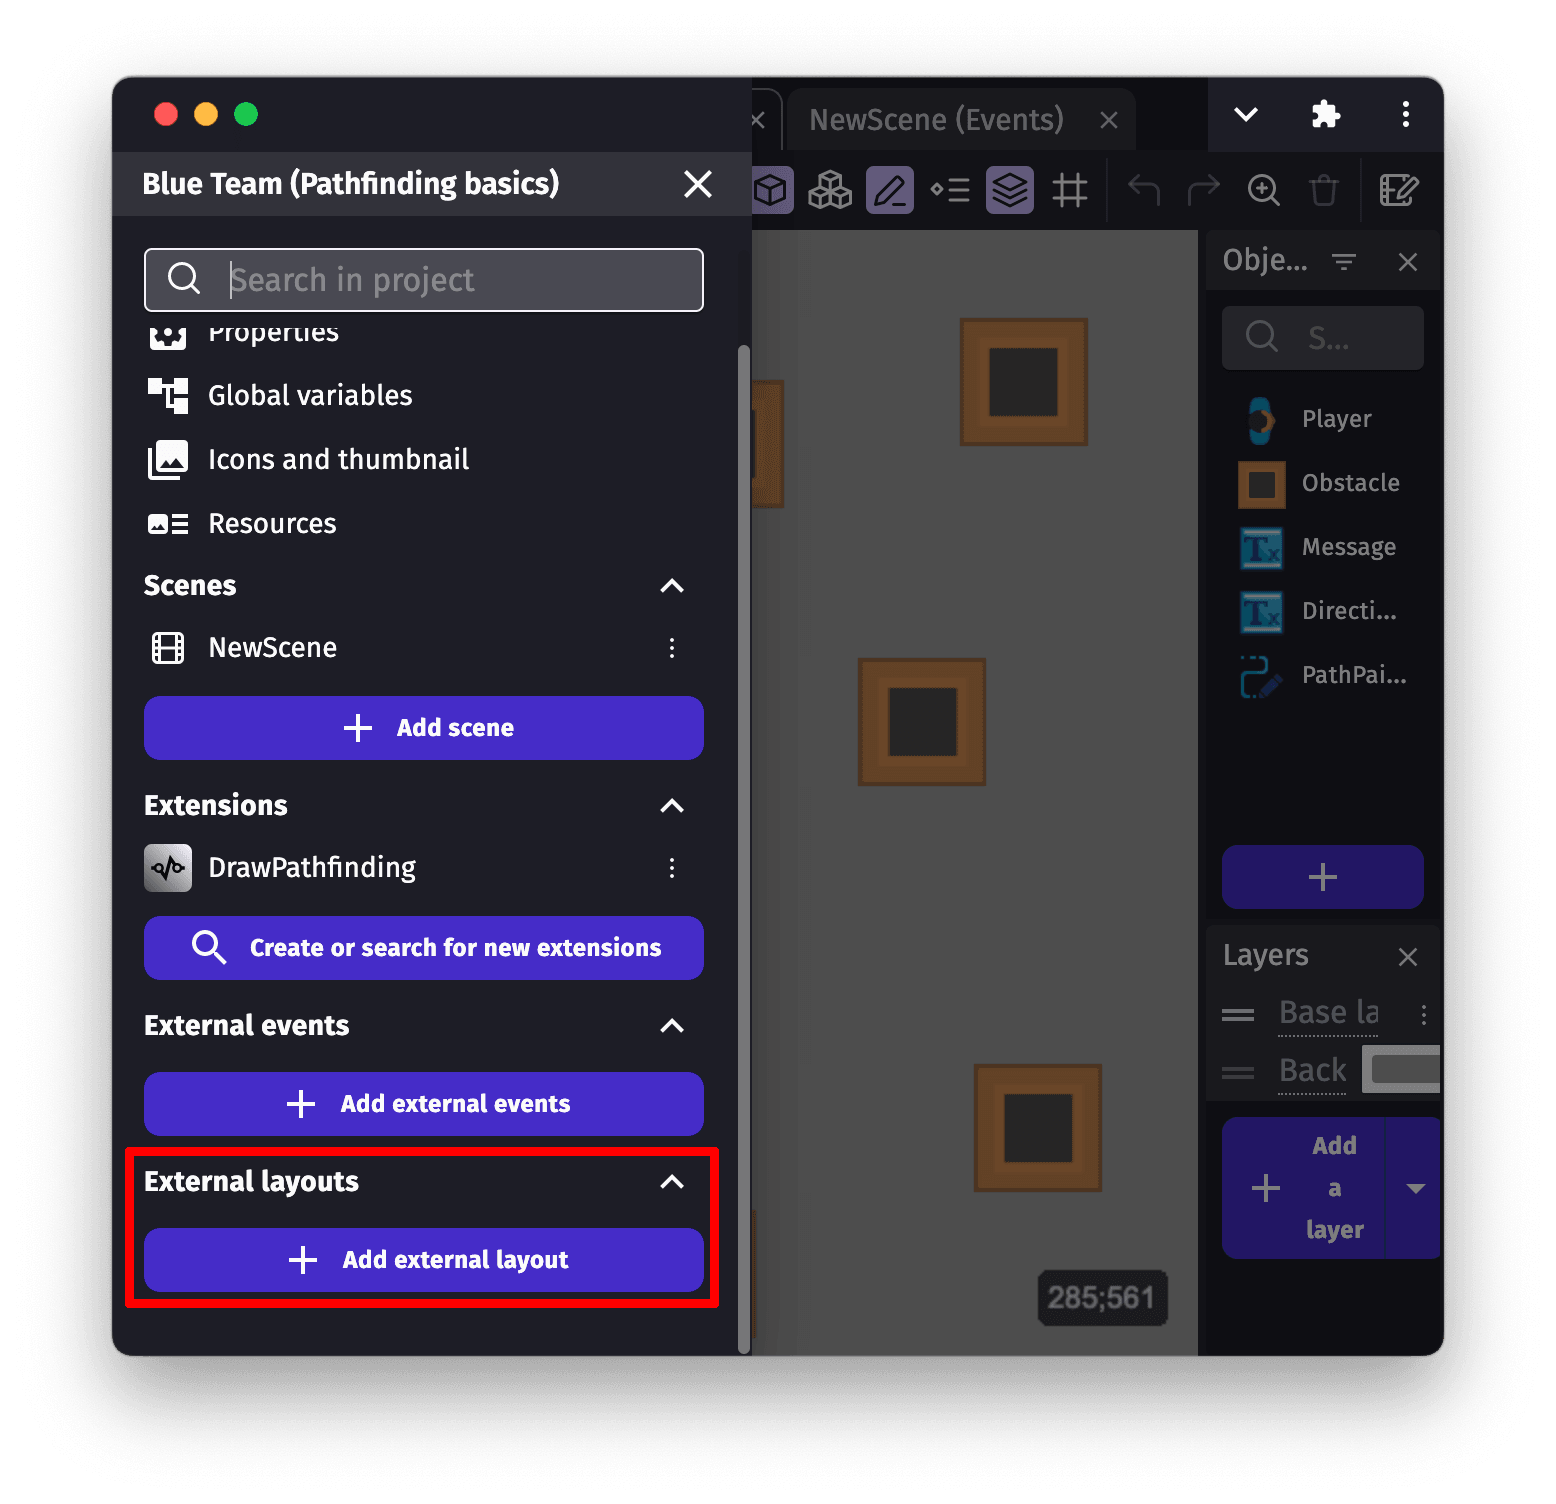 NewScene (Events)
Blue Team (Pathfinding basics)
Search in project
Properties
Global variables
Icons and thumbnail
Resources
Scenes
NewScene
Add scene
Extensions
DrawPathfinding
Create or search for new extensions
External events
Add external events
External layouts
Add external layout
285;561
Obje...
S...
Player
Obstacle
Tx Message
Tx Directi...
PathPai...
Layers
Base la
Back
Add
a
layer